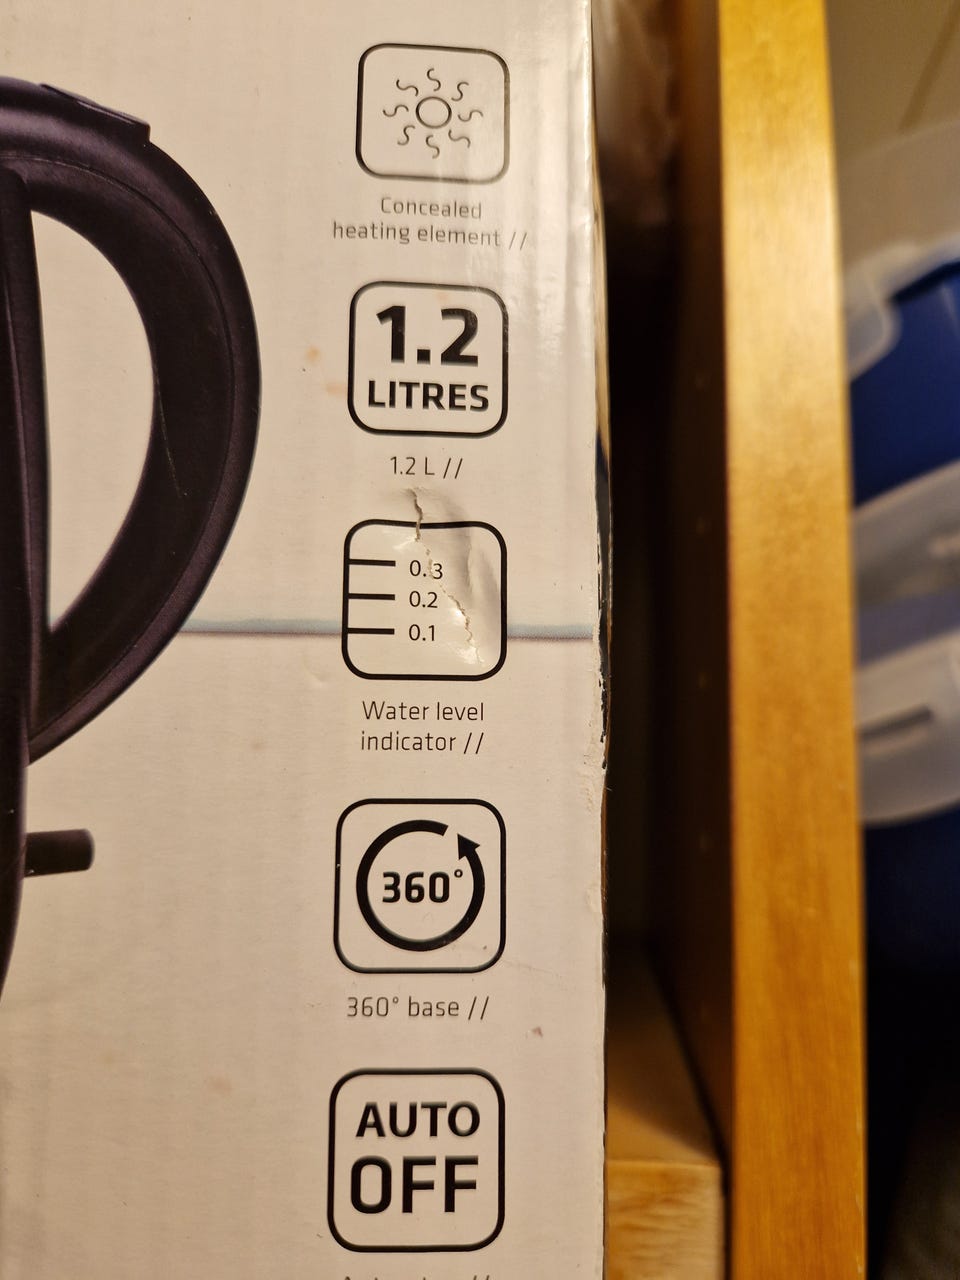 Concealed
heating element //
1.2
LITRES
1.2 L //
0.3
0.2
0.1
Water level
indicator //
360°
360° base //
AUTO
OFF